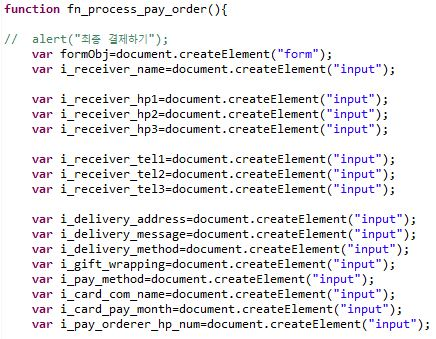 function fn_process_pay_order(){
//  alert("최종 결제하기");
var formObj=document.createElement("form");
var i_receiver_name=document.createElement("input");
var i_receiver_hp1=document.createElement("input");
var i_receiver_hp2=document.createElement("input");
var i_receiver_hp3=document.createElement("input");
var i_receiver_tel1=document.createElement("input");
var i_receiver_tel2=document.createElement("input");
var i_receiver_tel3=document.createElement("input");
var i_delivery_address=document.createElement("input");
var i_delivery_message=document.createElement("input");
var i_delivery_method=document.createElement("input");
var i_gift_wrapping=document.createElement("input");
var i_pay_method=document.createElement("input");
var i_card_com_name=document.createElement("input");
var i_card_pay_month=document.createElement("input");
var i_pay_orderer_hp_num=document.createElement("input");